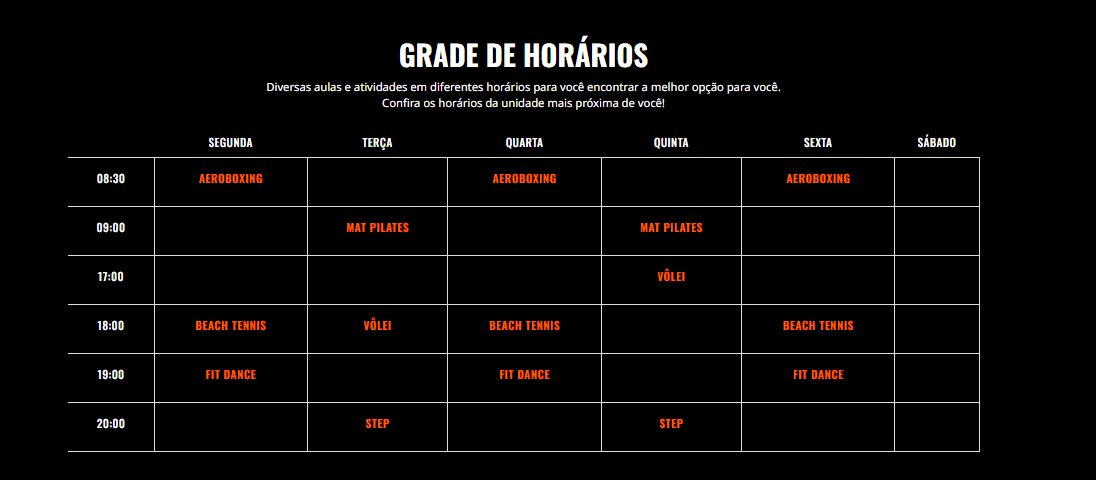 GRADE DE HORÁRIOS
Diversas aulas e atividades em diferentes horários para você encontrar a melhor opção para você.
Confira os horários da unidade mais próxima de você!
SEGUNDA TERÇA QUARTA QUINTA SEXTA SÁBADO
08:30 AEROBOXING AEROBOXING AEROBOXING
09:00 MAT PILATES MAT PILATES
17:00 VÔLEI
18:00 BEACH TENNIS VÔLEI BEACH TENNIS BEACH TENNIS
19:00 FIT DANCE FIT DANCE FIT DANCE
20:00 STEP STEP